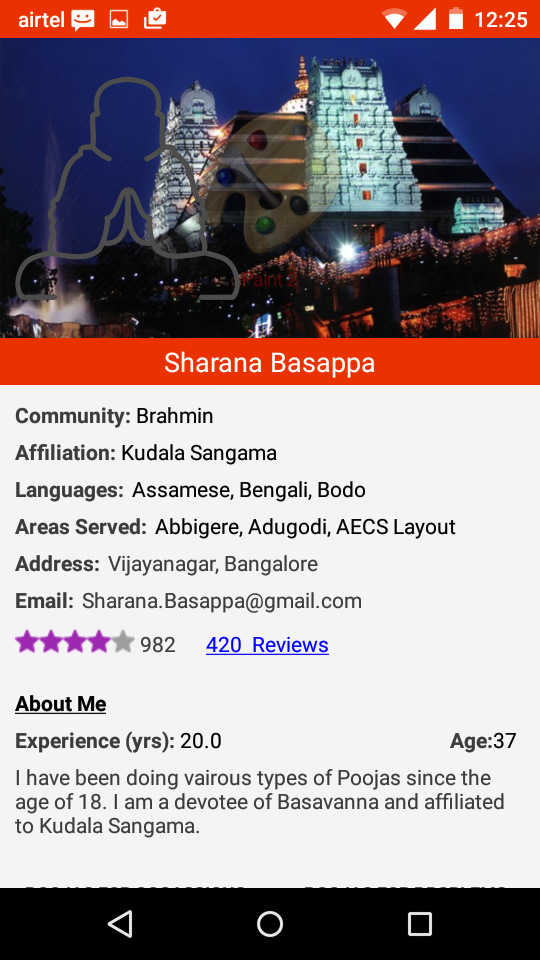 airtel 12:25
Paint 2
Sharana Basappa
Community: Brahmin
Affiliation: Kudala Sangama
Languages: Assamese, Bengali, Bodo
Areas Served: Abbigere, Adugodi, AECS Layout
Address: Vijayanagar, Bangalore
Email: Sharana.Basappa@gmail.com
982 420 Reviews
About Me
Experience (yrs): 20.0 Age:37
I have been doing vairous types of Poojas since the
age of 18. I am a devotee of Basavanna and affiliated
to Kudala Sangama.